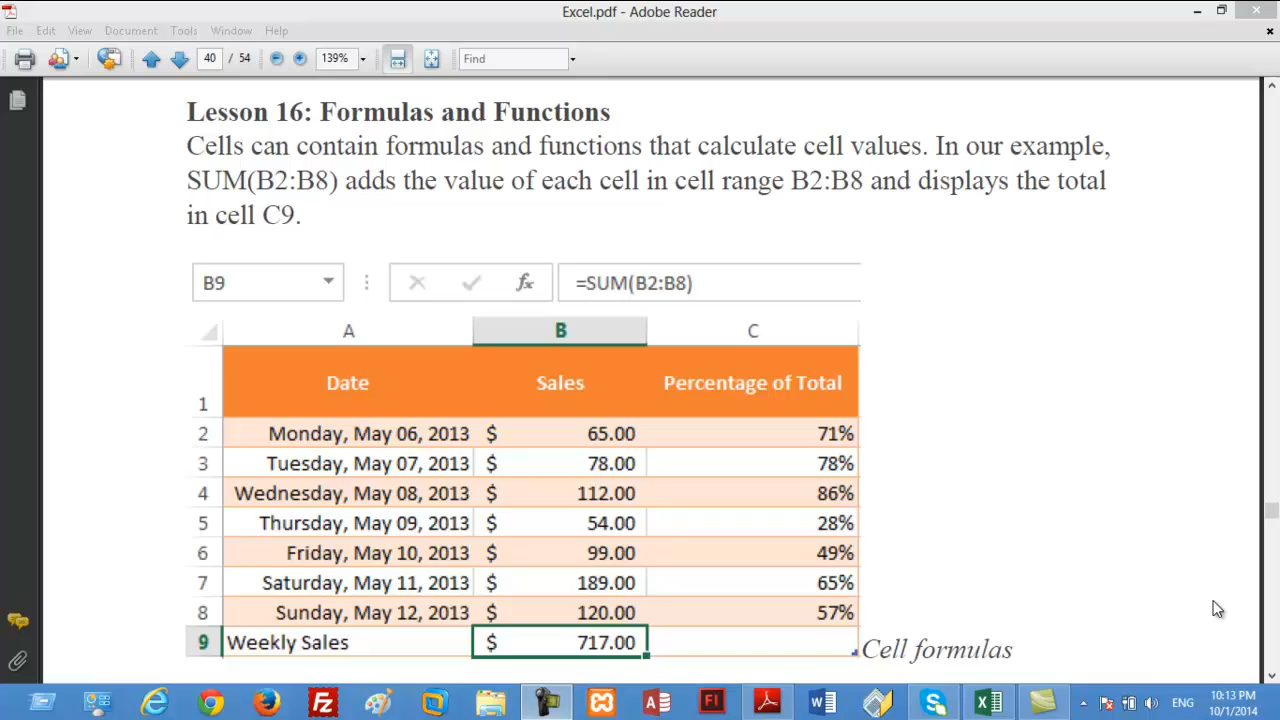 Excel.pdf - Adobe Reader
File Edit View Document Tools Window Help
40 / 54 139% Find
Lesson 16: Formulas and Functions
Cells can contain formulas and functions that calculate cell values. In our example,
SUM(B2:B8) adds the value of each cell in cell range B2:B8 and displays the total
in cell C9.
B9 fx =SUM(B2:B8)
A B C
1 Date Sales Percentage of Total
2 Monday, May 06, 2013 $ 65.00 71%
3 Tuesday, May 07, 2013 $ 78.00 78%
4 Wednesday, May 08, 2013 $ 112.00 86%
5 Thursday, May 09, 2013 $ 54.00 28%
6 Friday, May 10, 2013 $ 99.00 49%
7 Saturday, May 11, 2013 $ 189.00 65%
8 Sunday, May 12, 2013 $ 120.00 57%
9 Weekly Sales $ 717.00
Cell formulas
ENG 10:13 PM
10/1/2014